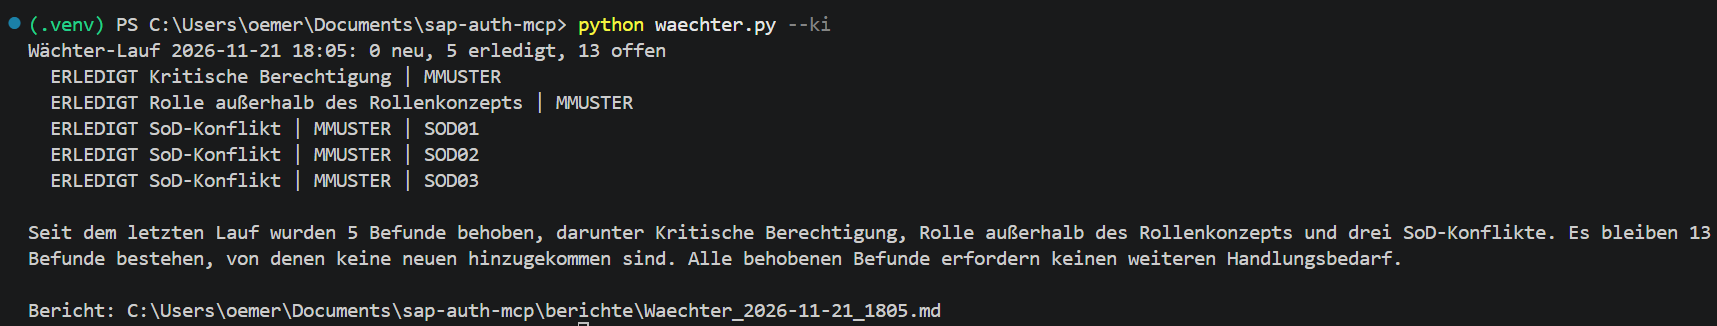 (.venv) PS C:\Users\oemer\Documents\sap-auth-mcp> python waechter.py --ki
Wächter-Lauf 2026-11-21 18:05: 0 neu, 5 erledigt, 13 offen
  ERLEDIGT Kritische Berechtigung | MMUSTER
  ERLEDIGT Rolle außerhalb des Rollenkonzepts | MMUSTER
  ERLEDIGT SoD-Konflikt | MMUSTER | SOD01
  ERLEDIGT SoD-Konflikt | MMUSTER | SOD02
  ERLEDIGT SoD-Konflikt | MMUSTER | SOD03
Seit dem letzten Lauf wurden 5 Befunde behoben, darunter Kritische Berechtigung, Rolle außerhalb des Rollenkonzepts und drei SoD-Konflikte. Es bleiben 13
Befunde bestehen, von denen keine neuen hinzugekommen sind. Alle behobenen Befunde erfordern keinen weiteren Handlungsbedarf.
Bericht: C:\Users\oemer\Documents\sap-auth-mcp\berichte\Waechter_2026-11-21_1805.md